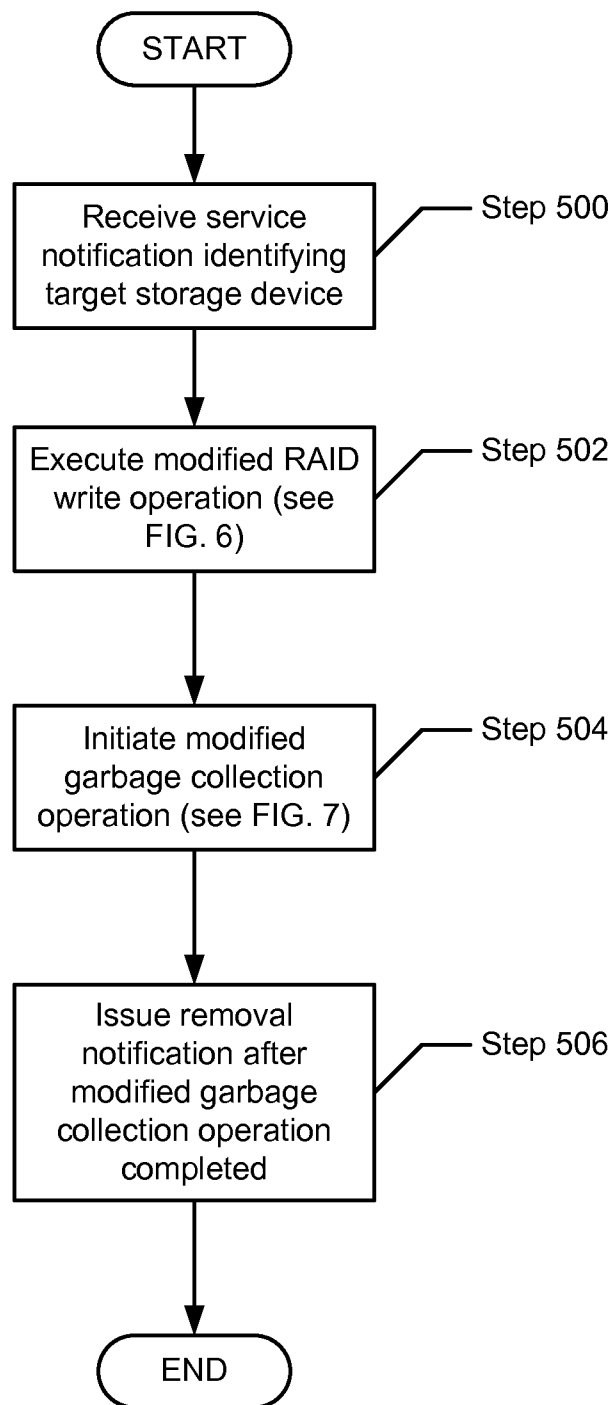 START
Receive service
notification identifying
target storage device
Step 500
Execute modified RAID
write operation (see
FIG. 6)
Step 502
Initiate modified
garbage collection
operation (see FIG. 7)
Step 504
Issue removal
notification after
modified garbage
collection operation
completed
Step 506
END